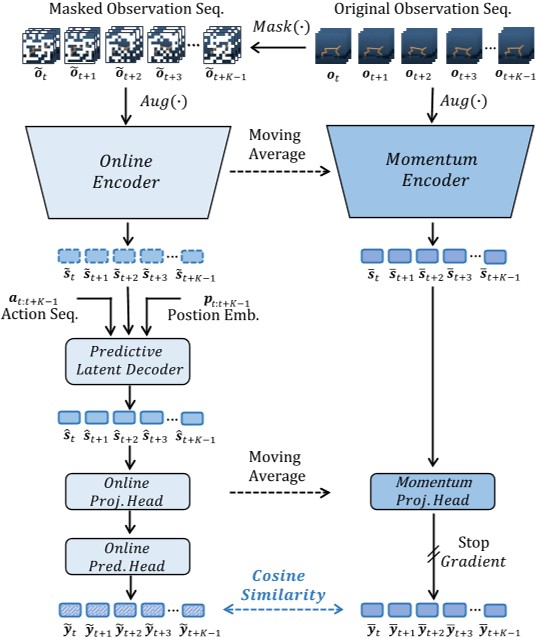 Masked Observation Seq.
Original Observation Seq.
Mask(·)
õₜ õₜ₊₁ õₜ₊₂ õₜ₊₃ ··· õₜ₊K₋₁
oₜ oₜ₊₁ oₜ₊₂ oₜ₊₃ ··· oₜ₊K₋₁
Aug(·)
Aug(·)
Online
Encoder
Moving
Average
Momentum
Encoder
s̃ₜ s̃ₜ₊₁ s̃ₜ₊₂ s̃ₜ₊₃ ··· s̃ₜ₊K₋₁
s̄ₜ s̄ₜ₊₁ s̄ₜ₊₂ s̄ₜ₊₃ ··· s̄ₜ₊K₋₁
aₜ:ₜ₊K₋₁
Action Seq.
pₜ:ₜ₊K₋₁
Postion Emb.
Predictive
Latent Decoder
ŝₜ ŝₜ₊₁ ŝₜ₊₂ ŝₜ₊₃ ··· ŝₜ₊K₋₁
Online
Proj. Head
Moving
Average
Momentum
Proj. Head
Online
Pred. Head
Stop
Gradient
Cosine
Similarity
ỹₜ ỹₜ₊₁ ỹₜ₊₂ ỹₜ₊₃ ··· ỹₜ₊K₋₁
ȳₜ ȳₜ₊₁ ȳₜ₊₂ ȳₜ₊₃ ··· ȳₜ₊K₋₁